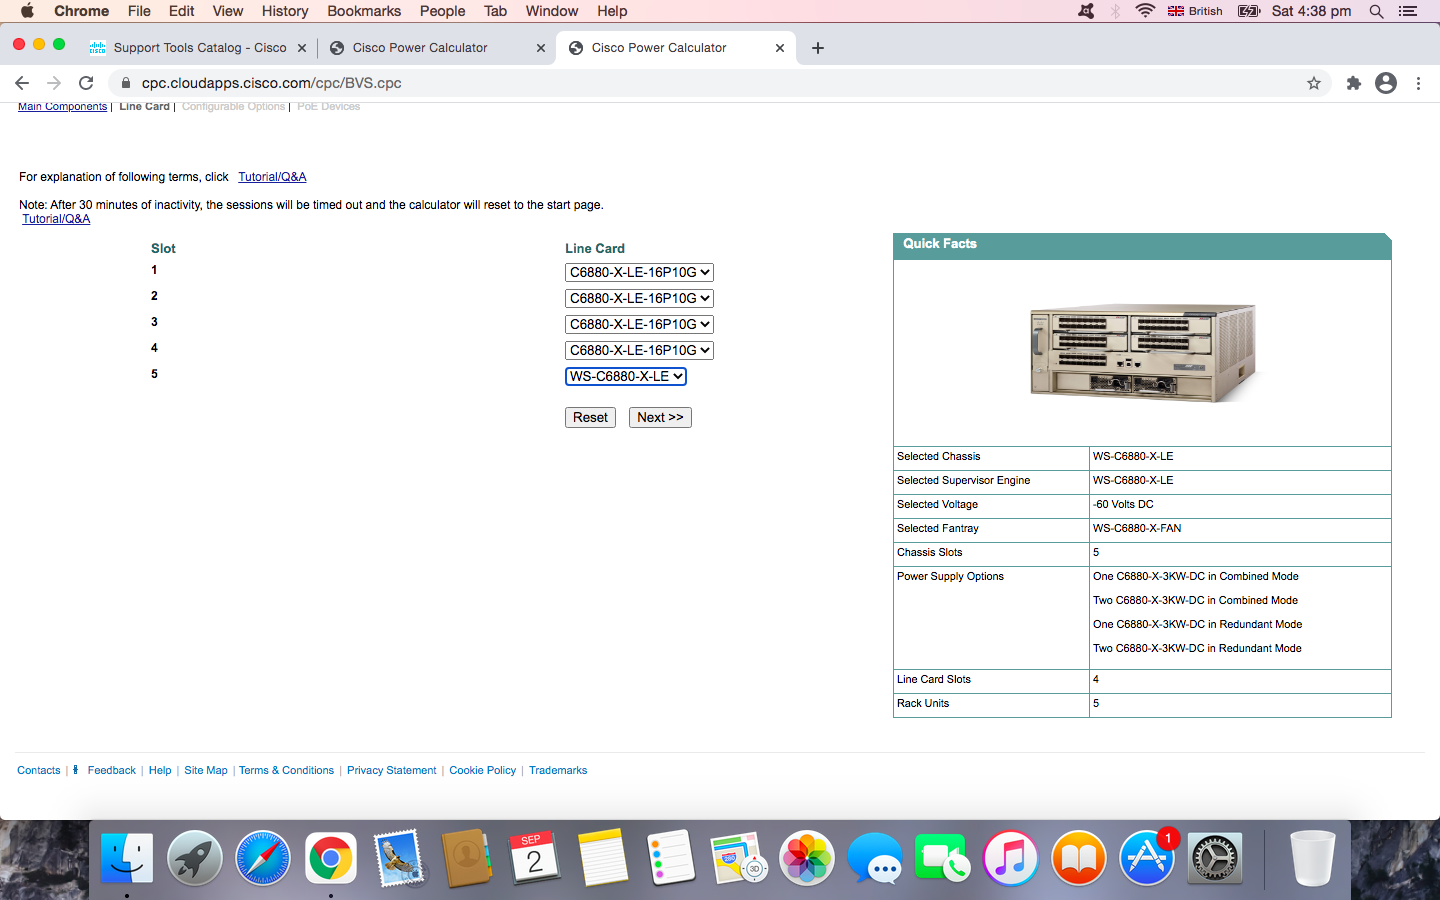 Chrome File Edit View History Bookmarks People Tab Window Help British Sat 4:38 pm
Support Tools Catalog - Cisco Cisco Power Calculator Cisco Power Calculator
cpc.cloudapps.cisco.com/cpc/BVS.cpc
Main Components | Line Card | Configurable Options | PoE Devices
For explanation of following terms, click Tutorial/Q&A
Note: After 30 minutes of inactivity, the sessions will be timed out and the calculator will reset to the start page.
Tutorial/Q&A
Slot Line Card
1 C6880-X-LE-16P10G
2 C6880-X-LE-16P10G
3 C6880-X-LE-16P10G
4 C6880-X-LE-16P10G
5 WS-C6880-X-LE
Reset Next >>
Quick Facts
Selected Chassis WS-C6880-X-LE
Selected Supervisor Engine WS-C6880-X-LE
Selected Voltage -60 Volts DC
Selected Fantray WS-C6880-X-FAN
Chassis Slots 5
Power Supply Options One C6880-X-3KW-DC in Combined Mode
Two C6880-X-3KW-DC in Combined Mode
One C6880-X-3KW-DC in Redundant Mode
Two C6880-X-3KW-DC in Redundant Mode
Line Card Slots 4
Rack Units 5
Contacts | Feedback | Help | Site Map | Terms & Conditions | Privacy Statement | Cookie Policy | Trademarks
SEP
2
280
3D
1